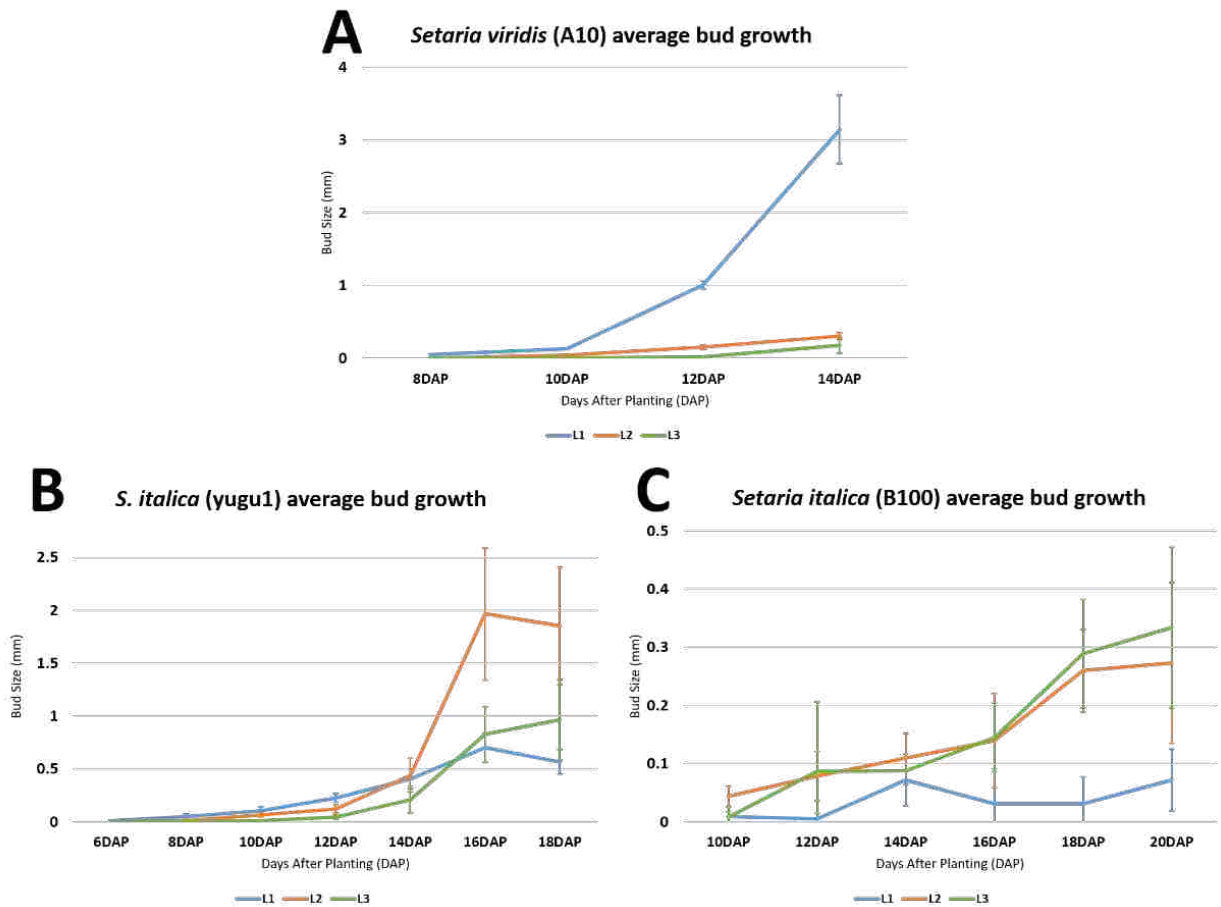 A
Setaria viridis (A10) average bud growth
4
3
2
1
0
Bud Size (mm)
8DAP 10DAP 12DAP 14DAP
Days After Planting (DAP)
L1 L2 L3
B
S. italica (yugu1) average bud growth
2.5
2
1.5
1
0.5
0
Bud Size (mm)
6DAP 8DAP 10DAP 12DAP 14DAP 16DAP 18DAP
Days After Planting (DAP)
L1 L2 L3
C
Setaria italica (B100) average bud growth
0.5
0.4
0.3
0.2
0.1
0
Bud Size (mm)
10DAP 12DAP 14DAP 16DAP 18DAP 20DAP
Days After Planting (DAP)
L1 L2 L3